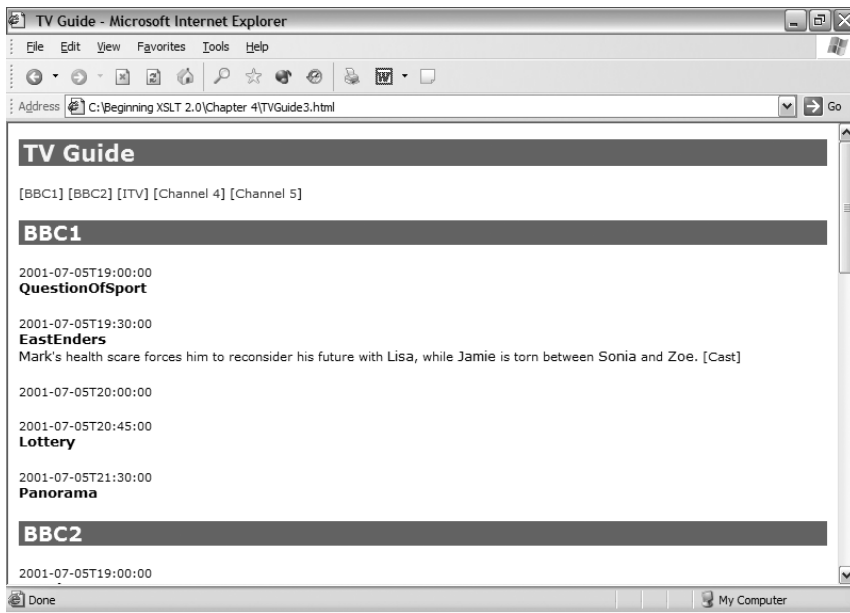 TV Guide - Microsoft Internet Explorer
File Edit View Favorites Tools Help
Address C:\Beginning XSLT 2.0\Chapter 4\TVGuide3.html Go
TV Guide
[BBC1] [BBC2] [ITV] [Channel 4] [Channel 5]
BBC1
2001-07-05T19:00:00
QuestionOfSport
2001-07-05T19:30:00
EastEnders
Mark's health scare forces him to reconsider his future with Lisa, while Jamie is torn between Sonia and Zoe. [Cast]
2001-07-05T20:00:00
2001-07-05T20:45:00
Lottery
2001-07-05T21:30:00
Panorama
BBC2
2001-07-05T19:00:00
Done My Computer